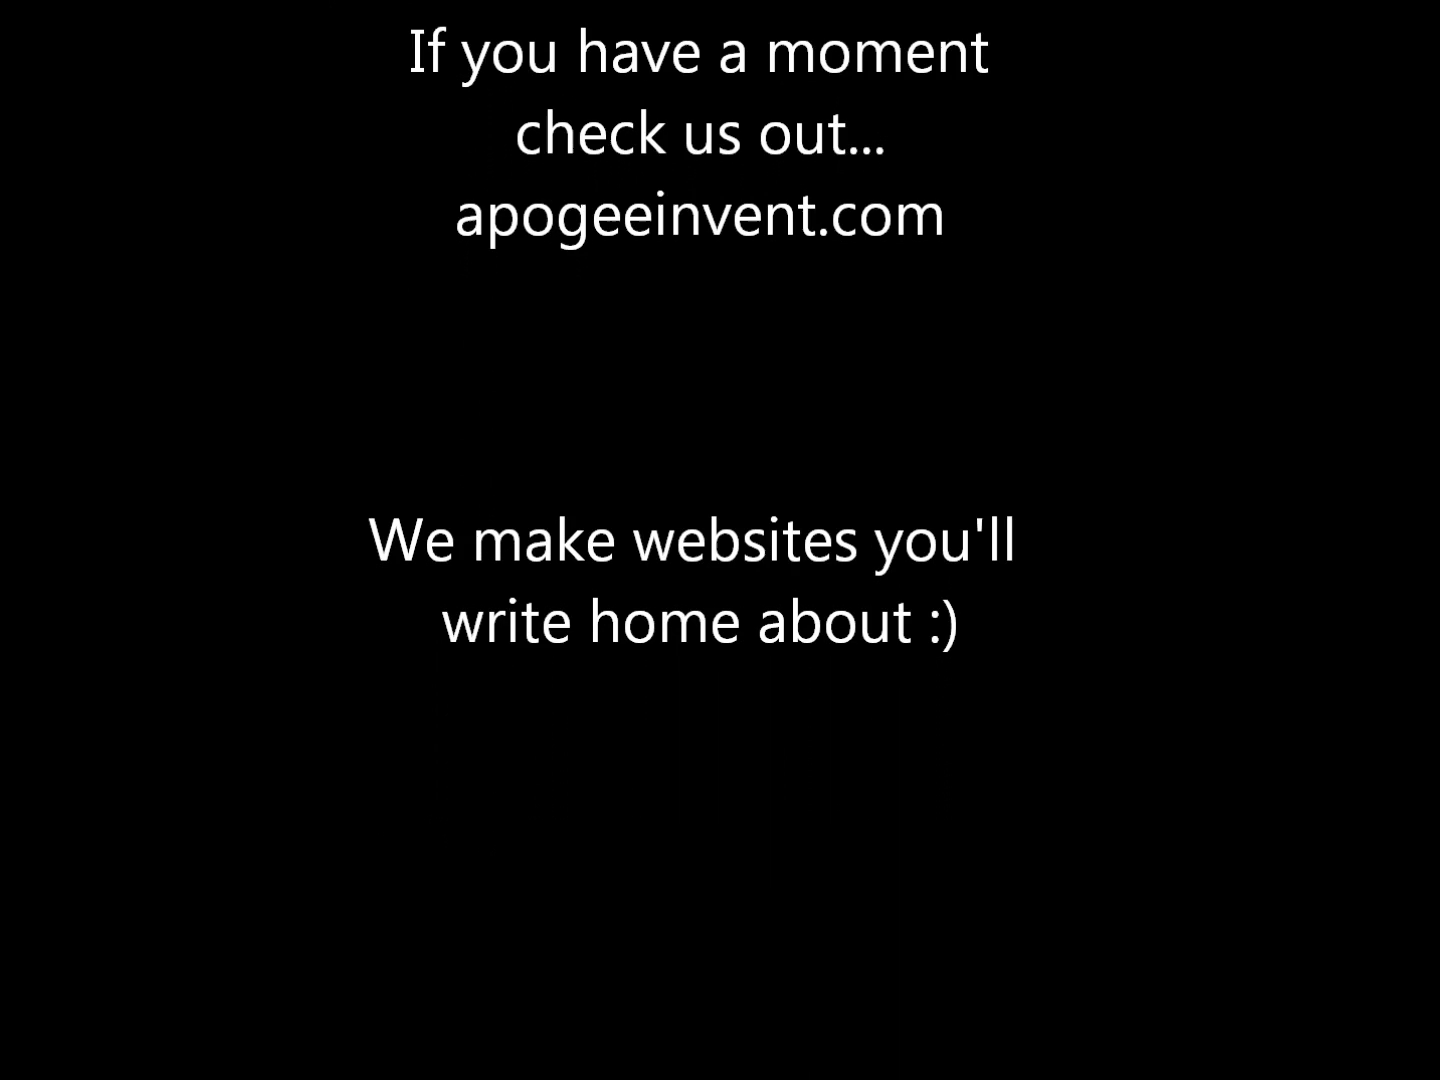 If you have a moment
check us out...
apogeeinvent.com
We make websites you'll
write home about :)